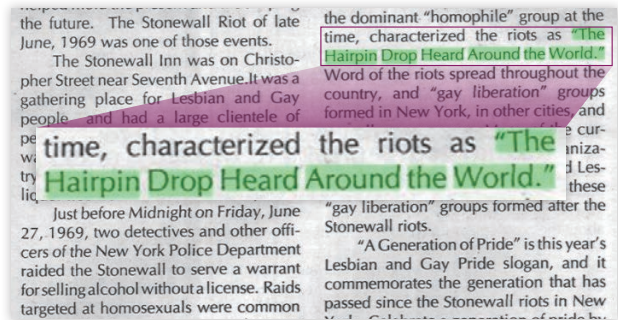 the future. The Stonewall Riot of late
June, 1969 was one of those events.
The Stonewall Inn was on Christo-
pher Street near Seventh Avenue.It was a
gathering place for Lesbian and Gay
people and had a large clientele of
Just before Midnight on Friday, June
27, 1969, two detectives and other offi-
cers of the New York Police Department
raided the Stonewall to serve a warrant
for selling alcohol without a license. Raids
targeted at homosexuals were common
the dominant “homophile” group at the
time, characterized the riots as “The
Hairpin Drop Heard Around the World.”
Word of the riots spread throughout the
country, and “gay liberation” groups
formed in New York, in other cities, and
time, characterized the riots as “The
Hairpin Drop Heard Around the World.”
these
“gay liberation” groups formed after the
Stonewall riots.
“A Generation of Pride” is this year’s
Lesbian and Gay Pride slogan, and it
commemorates the generation that has
passed since the Stonewall riots in New